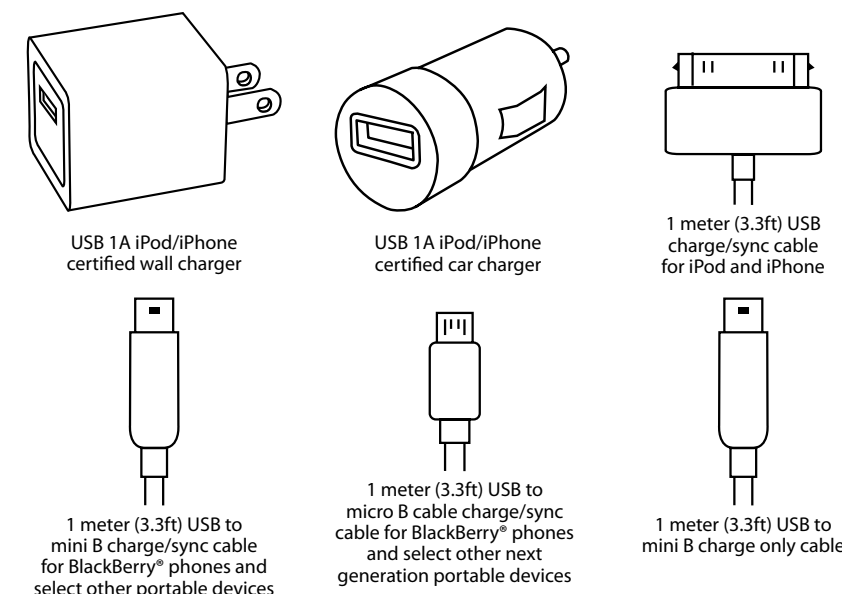 USB 1A iPod/iPhone
certified wall charger
USB 1A iPod/iPhone
certified car charger
1 meter (3.3ft) USB
charge/sync cable
for iPod and iPhone
1 meter (3.3ft) USB to
mini B charge/sync cable
for BlackBerry® phones and
select other portable devices
1 meter (3.3ft) USB to
micro B cable charge/sync
cable for BlackBerry® phones
and select other next
generation portable devices
1 meter (3.3ft) USB to
mini B charge only cable